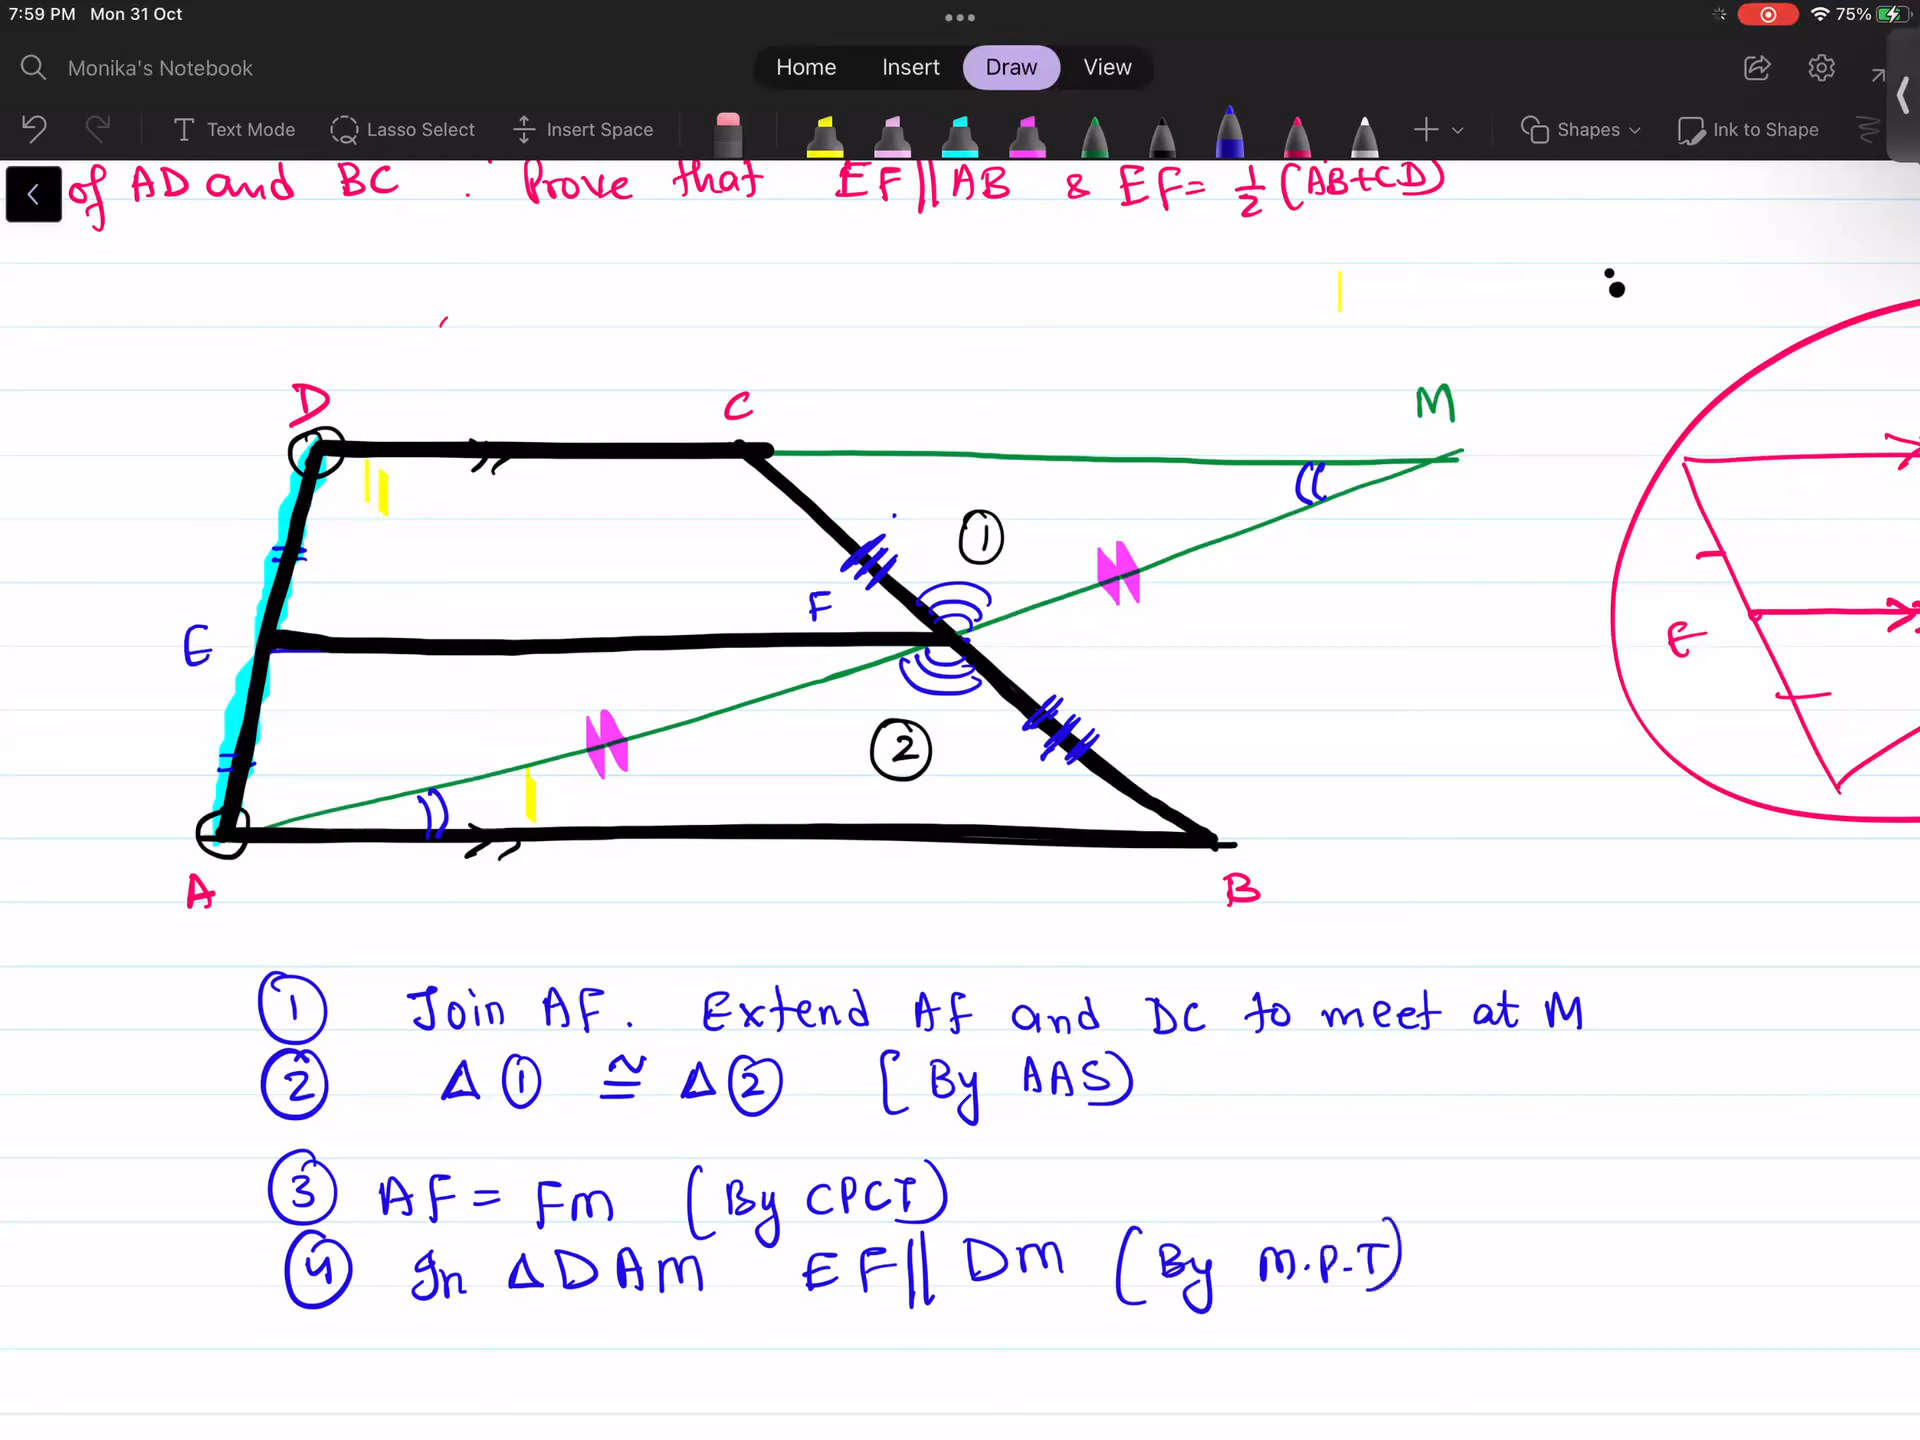 7:59 PM Mon 31 Oct
75%
Monika's Notebook
Home Insert Draw View
Text Mode Lasso Select Insert Space Shapes Ink to Shape
of AD and BC . Prove that EF || AB & EF = 1/2 (AB+CD)
D C M
1
F
E E
2
A B
1 Join AF. Extend AF and DC to meet at M
2 Δ 1 ≅ Δ 2 [By AAS)
3 AF = FM (By CPCT)
4 In ΔDAM EF || DM (By M.P.T)